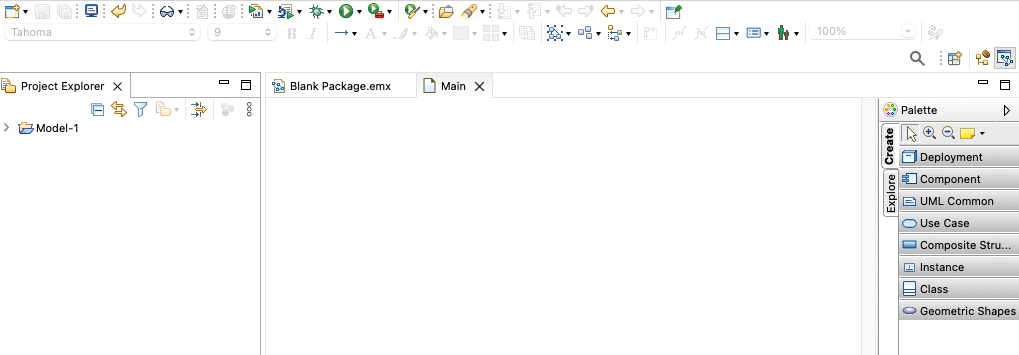 Tahoma
9
B I
A
100%
Project Explorer
Blank Package.emx
Main
Palette
Model-1
Create
Explore
Deployment
Component
UML Common
Use Case
Composite Stru...
Instance
Class
Geometric Shapes